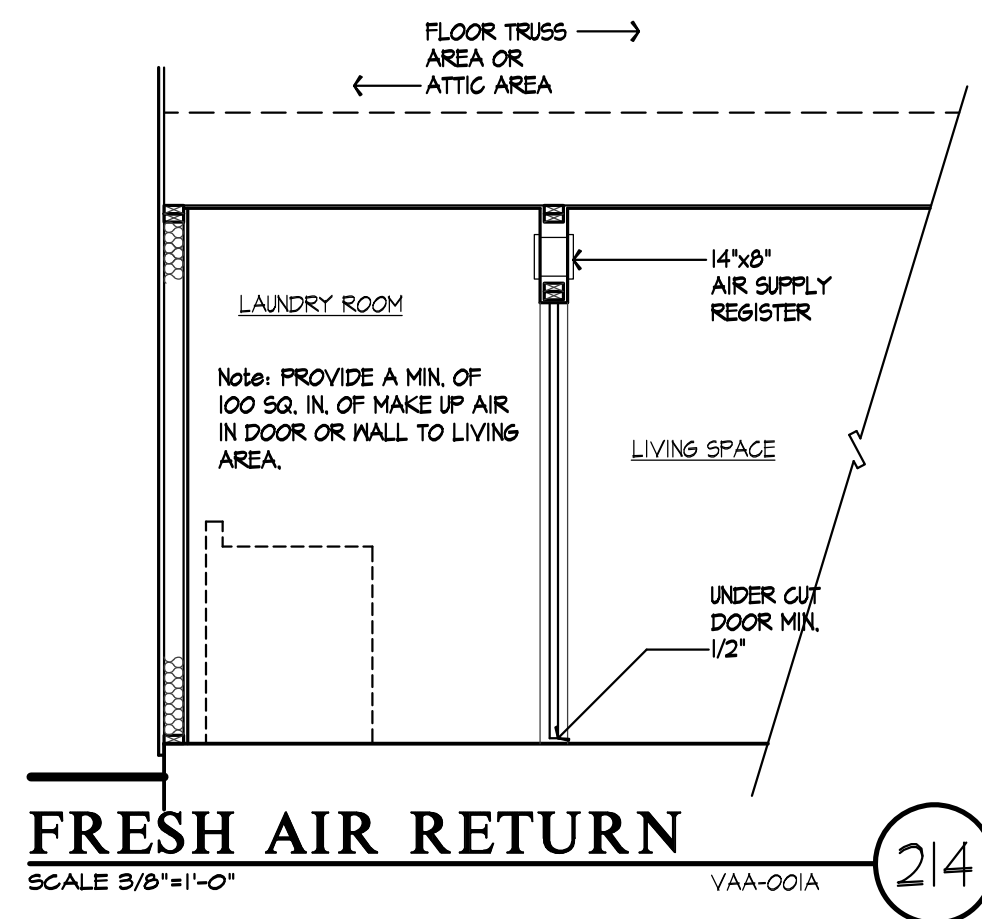 FLOOR TRUSS
AREA OR
ATTIC AREA
14"x8"
AIR SUPPLY
REGISTER
LAUNDRY ROOM
Note: PROVIDE A MIN. OF
100 SQ. IN. OF MAKE UP AIR
IN DOOR OR WALL TO LIVING
AREA.
LIVING SPACE
UNDER CUT
DOOR MIN.
1/2"
FRESH AIR RETURN
214
SCALE 3/8"=1'-0"
VAA-001A